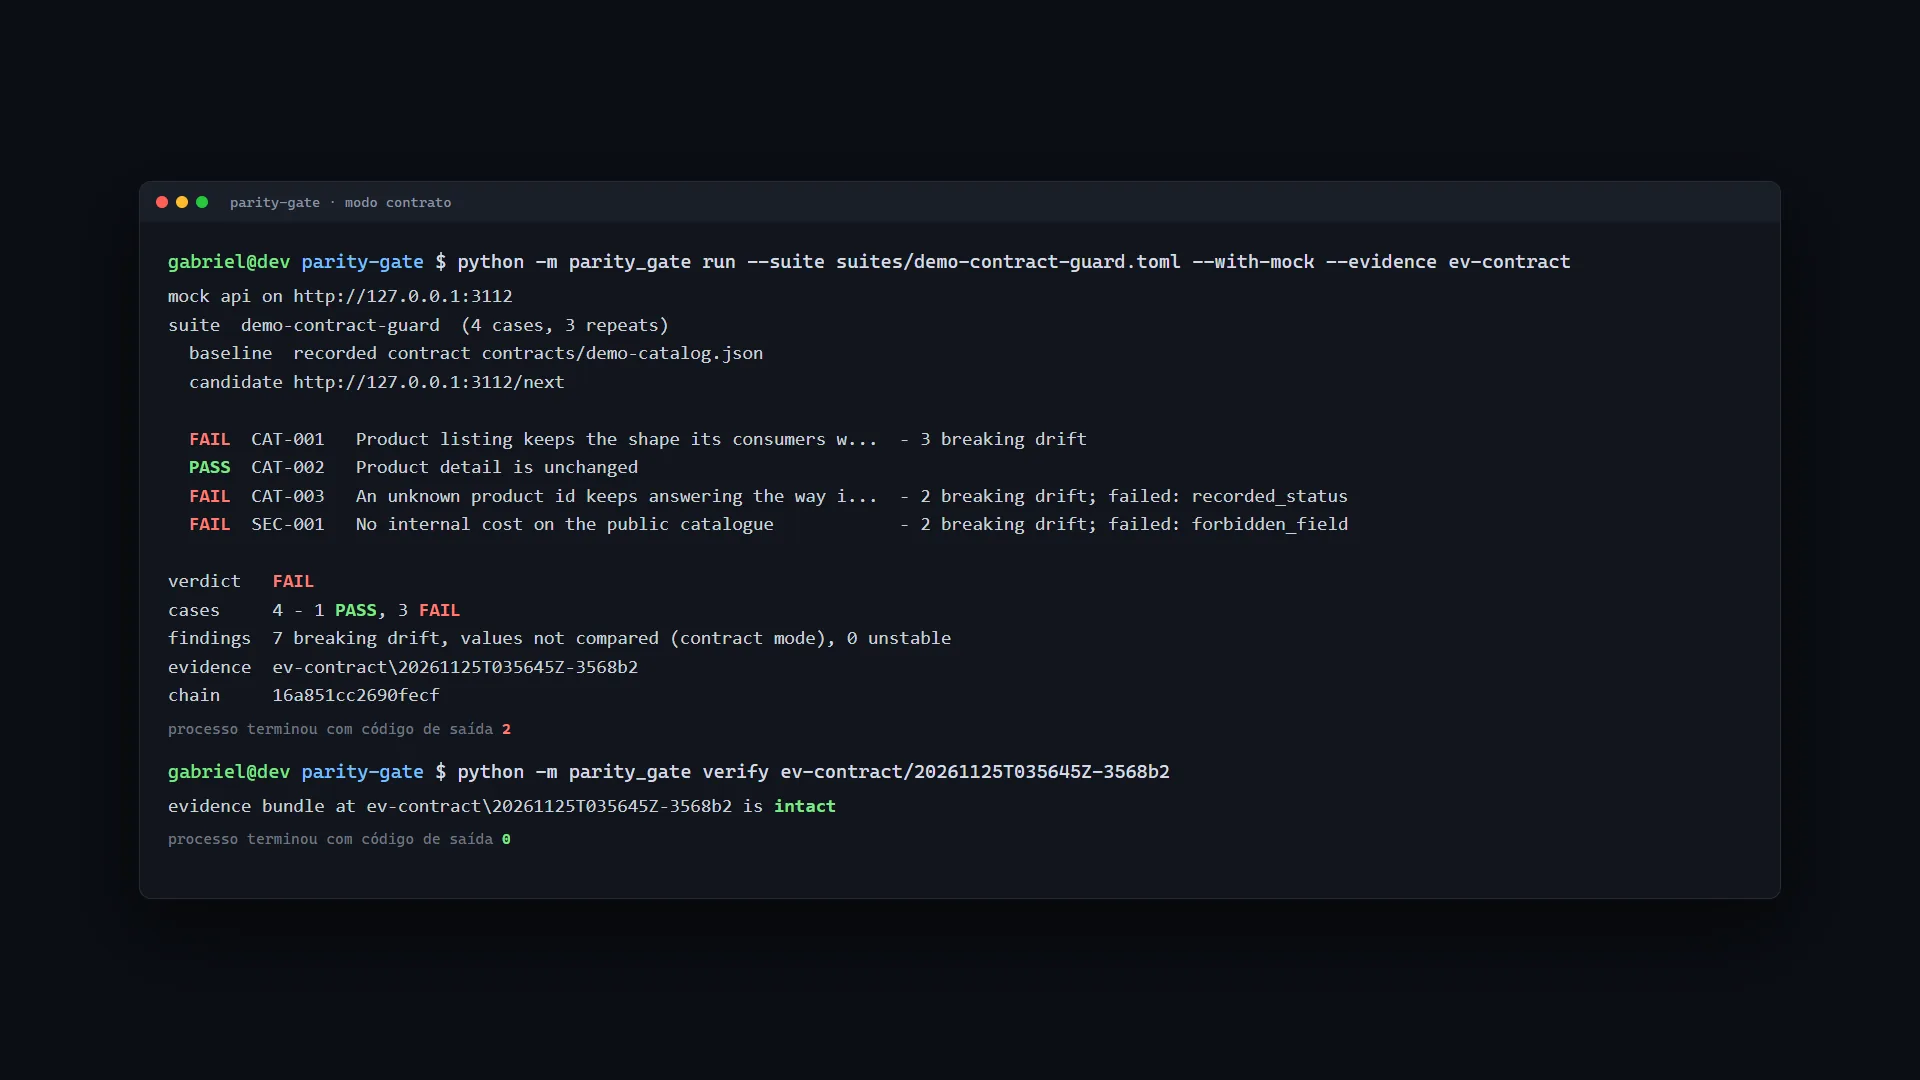 parity-gate · modo contrato
gabriel@dev parity-gate $ python -m parity_gate run --suite suites/demo-contract-guard.toml --with-mock --evidence ev-contract
mock api on http://127.0.0.1:3112
suite  demo-contract-guard  (4 cases, 3 repeats)
  baseline  recorded contract contracts/demo-catalog.json
  candidate http://127.0.0.1:3112/next
  FAIL  CAT-001   Product listing keeps the shape its consumers w...  - 3 breaking drift
  PASS  CAT-002   Product detail is unchanged
  FAIL  CAT-003   An unknown product id keeps answering the way i...  - 2 breaking drift; failed: recorded_status
  FAIL  SEC-001   No internal cost on the public catalogue            - 2 breaking drift; failed: forbidden_field
verdict   FAIL
cases     4 - 1 PASS, 3 FAIL
findings  7 breaking drift, values not compared (contract mode), 0 unstable
evidence  ev-contract\20261125T035645Z-3568b2
chain     16a851cc2690fecf
processo terminou com código de saída 2
gabriel@dev parity-gate $ python -m parity_gate verify ev-contract/20261125T035645Z-3568b2
evidence bundle at ev-contract\20261125T035645Z-3568b2 is intact
processo terminou com código de saída 0